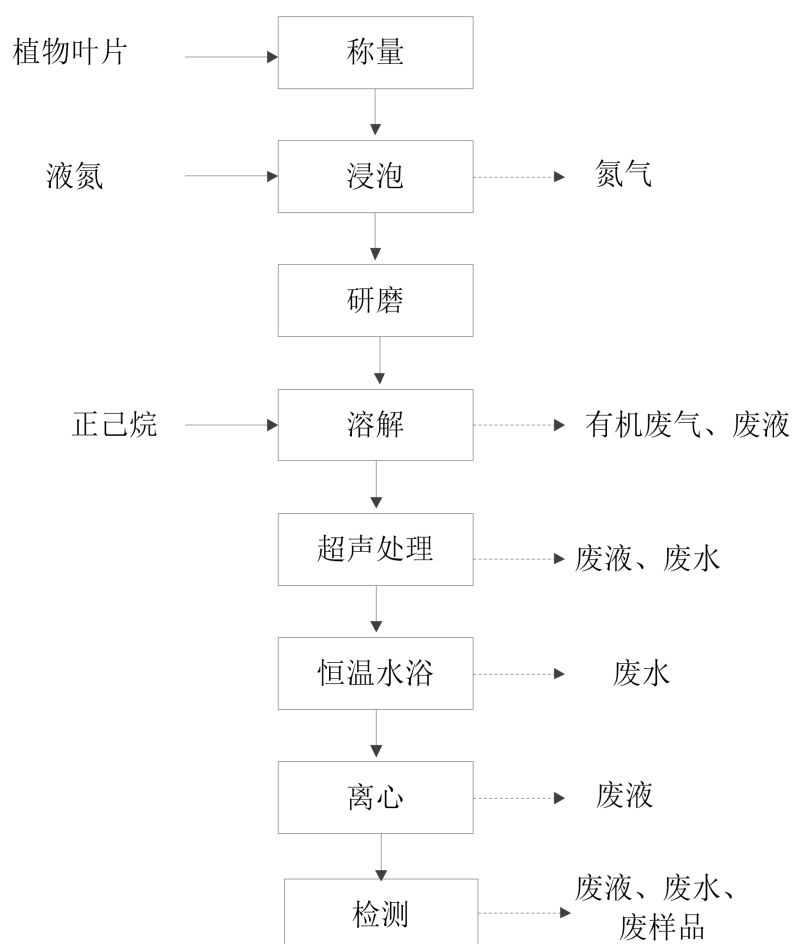 植物叶片
称量
液氮
浸泡
氮气
研磨
正己烷
溶解
有机废气、废液
超声处理
废液、废水
恒温水浴
废水
离心
废液
检测
废液、废水、
废样品